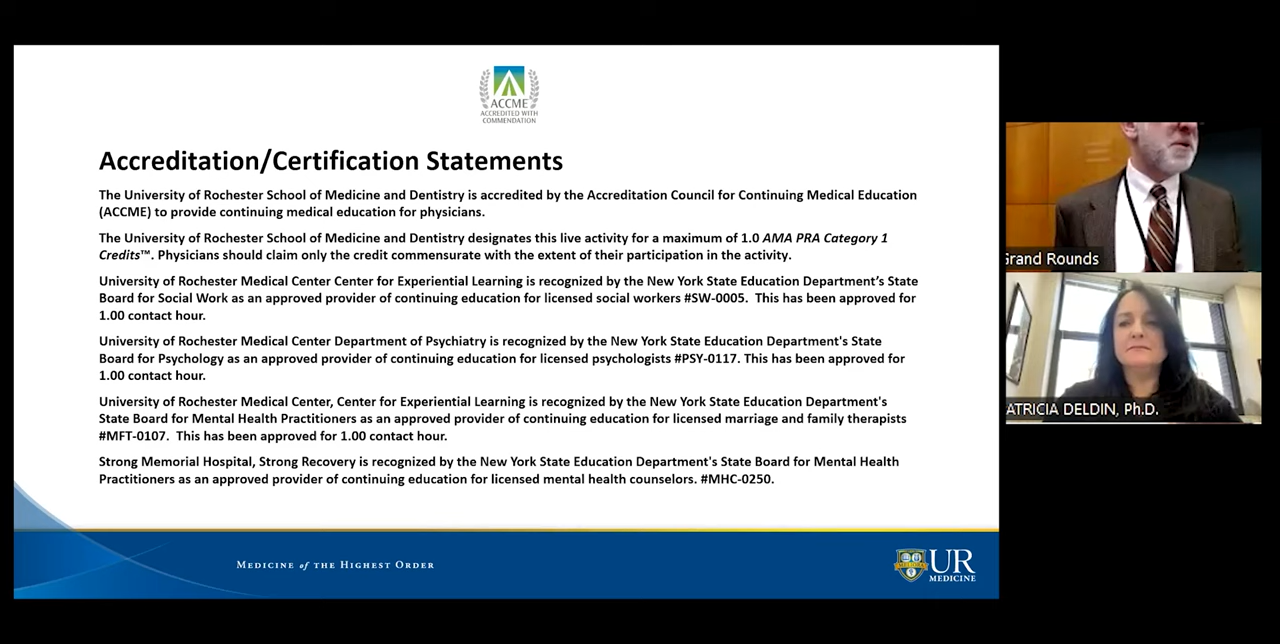 ACCME
ACCREDITED WITH
COMMENDATION
Accreditation/Certification Statements
The University of Rochester School of Medicine and Dentistry is accredited by the Accreditation Council for Continuing Medical Education
(ACCME) to provide continuing medical education for physicians.
The University of Rochester School of Medicine and Dentistry designates this live activity for a maximum of 1.0 AMA PRA Category 1
Credits™. Physicians should claim only the credit commensurate with the extent of their participation in the activity.
University of Rochester Medical Center Center for Experiential Learning is recognized by the New York State Education Department’s State
Board for Social Work as an approved provider of continuing education for licensed social workers #SW-0005. This has been approved for
1.00 contact hour.
University of Rochester Medical Center Department of Psychiatry is recognized by the New York State Education Department's State
Board for Psychology as an approved provider of continuing education for licensed psychologists #PSY-0117. This has been approved for
1.00 contact hour.
University of Rochester Medical Center, Center for Experiential Learning is recognized by the New York State Education Department's
State Board for Mental Health Practitioners as an approved provider of continuing education for licensed marriage and family therapists
#MFT-0107. This has been approved for 1.00 contact hour.
Strong Memorial Hospital, Strong Recovery is recognized by the New York State Education Department's State Board for Mental Health
Practitioners as an approved provider of continuing education for licensed mental health counselors. #MHC-0250.
MEDICINE of THE HIGHEST ORDER
MELIORA
UR
MEDICINE
Grand Rounds
ATRICIA DELDIN, Ph.D.